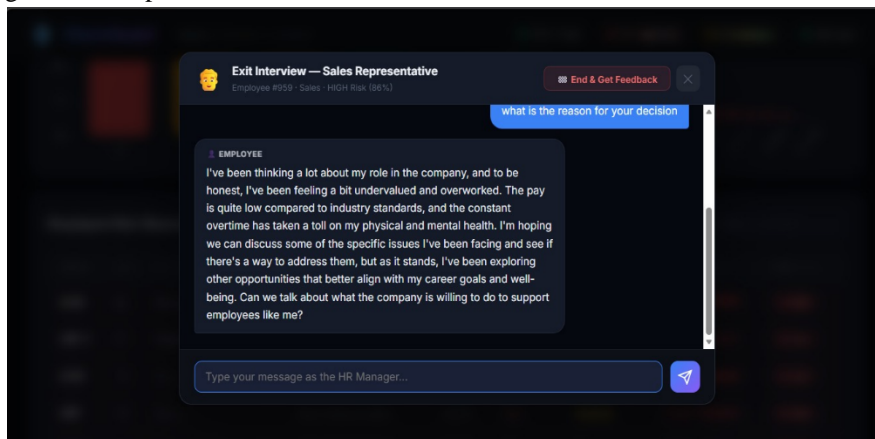 Exit Interview — Sales Representative
Employee #959 · Sales · HIGH Risk (86%)
End & Get Feedback
what is the reason for your decision
EMPLOYEE
I've been thinking a lot about my role in the company, and to be
honest, I've been feeling a bit undervalued and overworked. The pay
is quite low compared to industry standards, and the constant
overtime has taken a toll on my physical and mental health. I'm hoping
we can discuss some of the specific issues I've been facing and see if
there's a way to address them, but as it stands, I've been exploring
other opportunities that better align with my career goals and well-
being. Can we talk about what the company is willing to do to support
employees like me?
Type your message as the HR Manager...